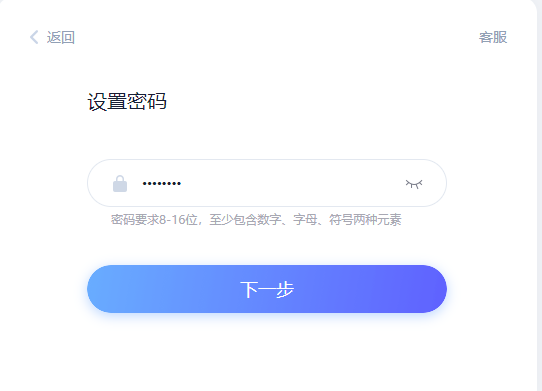 返回
客服
设置密码
••••••••
密码要求8-16位，至少包含数字、字母、符号两种元素
下一步